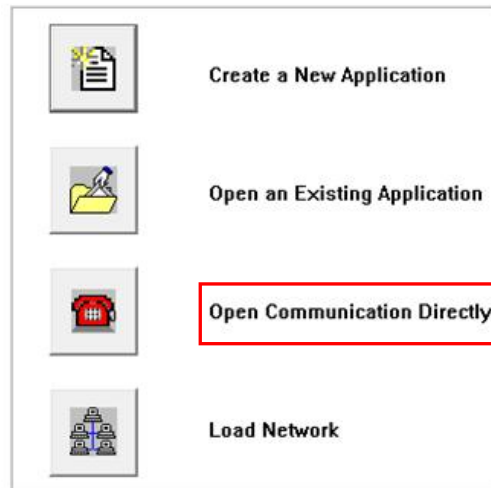 Create a New Application
Open an Existing Application
Open Communication Directly
Load Network